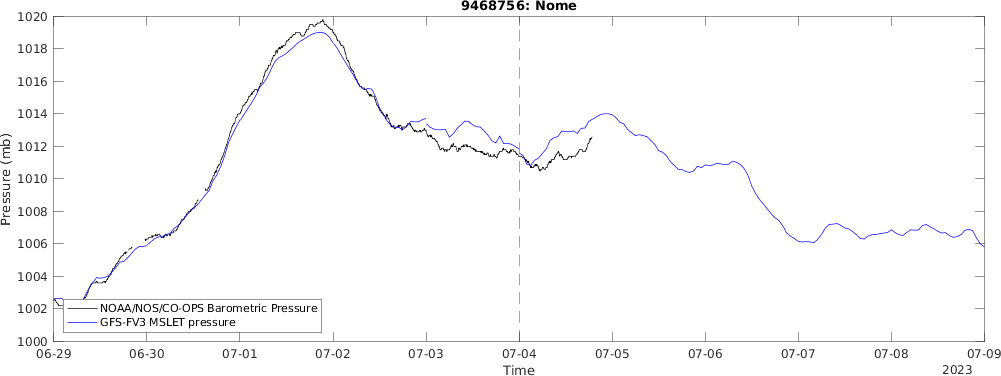 9468756: Nome
1020
1018
1016
1014
1012
1010
1008
1006
1004
1002
1000
Pressure (mb)
NOAA/NOS/CO-OPS Barometric Pressure
GFS-FV3 MSLET pressure
06-29 06-30 07-01 07-02 07-03 07-04 07-05 07-06 07-07 07-08 07-09
Time
2023